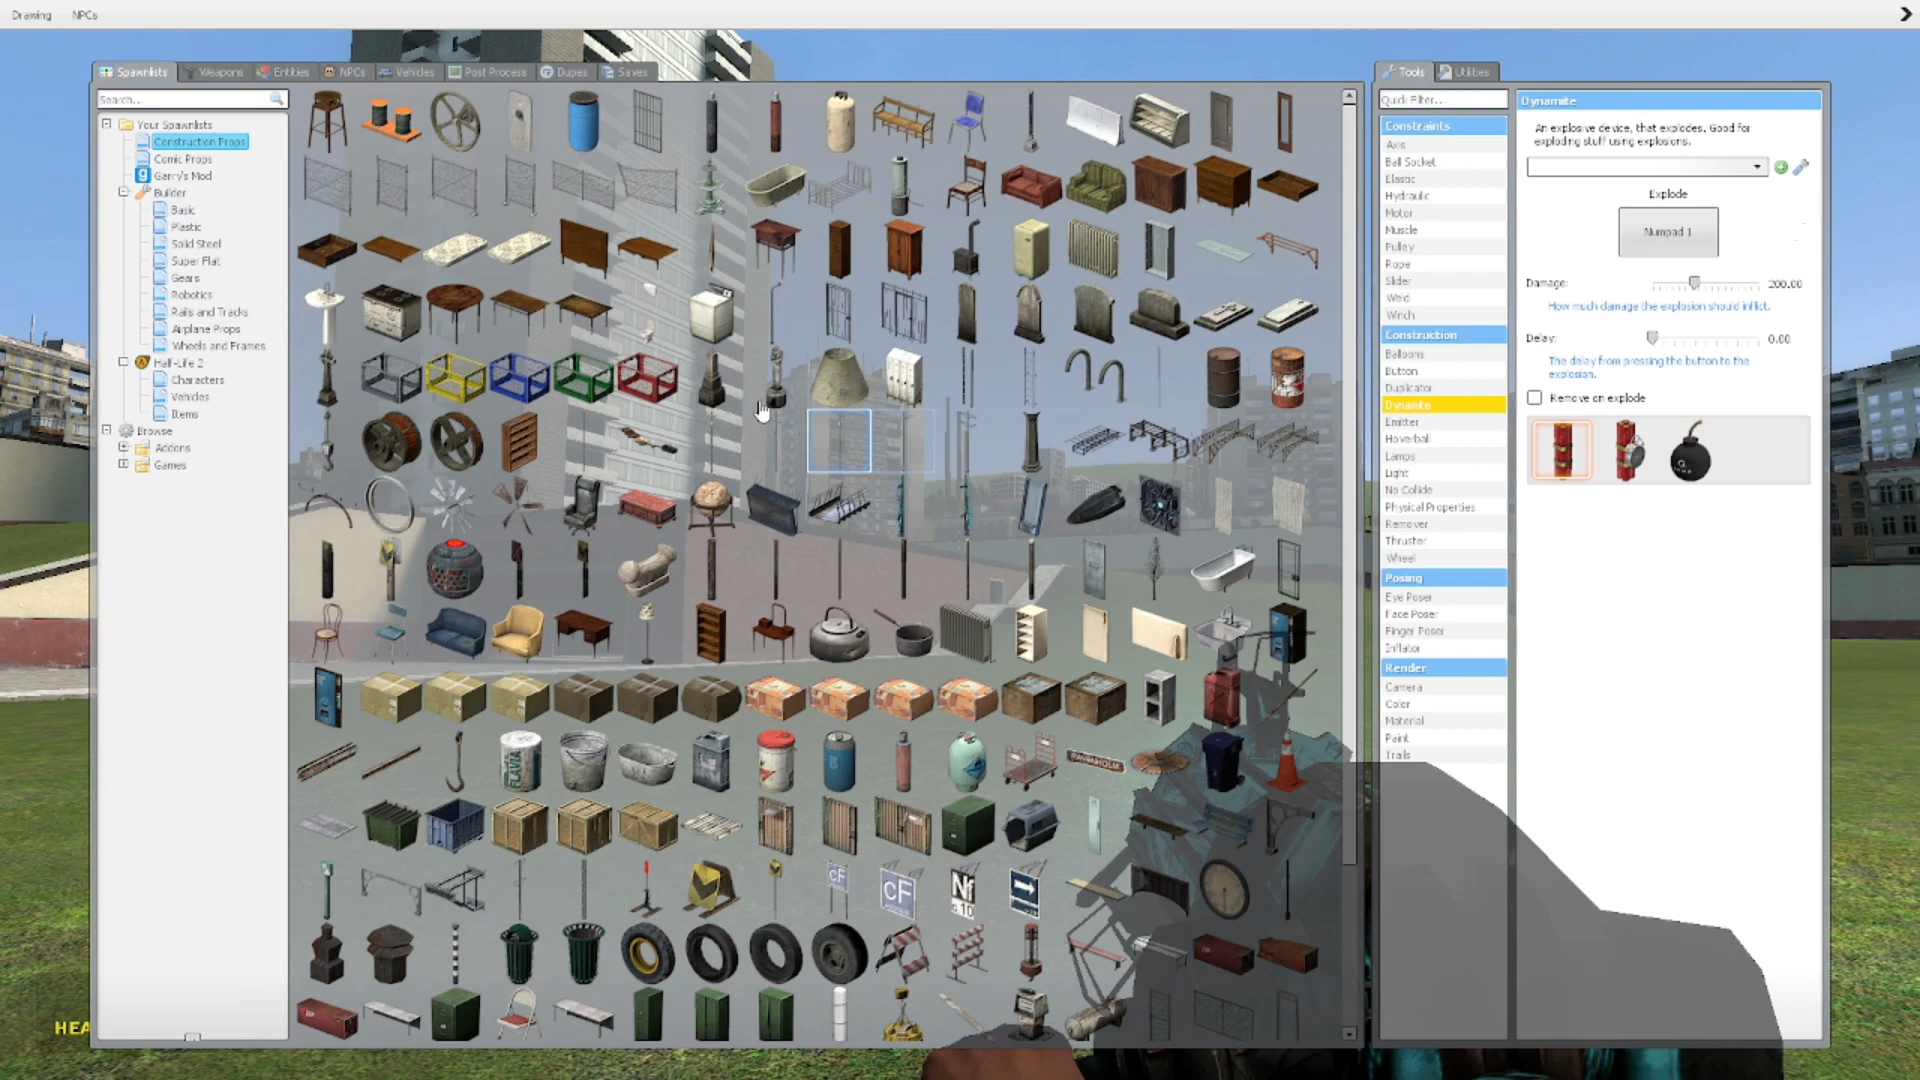 Drawing NPCs
Spawnlists Weapons Entities NPCs Vehicles Post Process Dupes Saves
Search...
Your Spawnlists
Construction Props
Comic Props
Garry's Mod
Builder
Basic
Plastic
Solid Steel
Super Flat
Gears
Robotics
Rails and Tracks
Airplane Props
Wheels and Frames
Half-Life 2
Characters
Vehicles
Items
Browse
Addons
Games
RAVENHOLM
cF
cF
Nf
c 10
HEA
Tools Utilities
Quick Filter...
Constraints
Axis
Ball Socket
Elastic
Hydraulic
Motor
Muscle
Pulley
Rope
Slider
Weld
Winch
Construction
Balloons
Button
Duplicator
Dynamite
Emitter
Hoverball
Lamps
Light
No Collide
Physical Properties
Remover
Thruster
Wheel
Posing
Eye Poser
Face Poser
Finger Poser
Inflator
Render
Camera
Color
Material
Paint
Trails
Dynamite
An explosive device, that explodes. Good for
exploding stuff using explosions.
Explode
Numpad 1
Damage: 200.00
How much damage the explosion should inflict.
Delay: 0.00
The delay from pressing the button to the
explosion.
Remove on explode